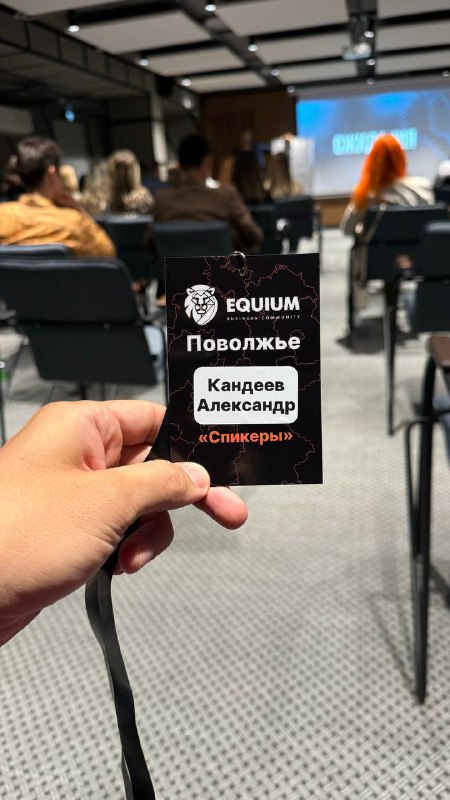 EQUIUM
BUSINESS COMMUNITY
Поволжье
Кандеев
Александр
«Спикеры»